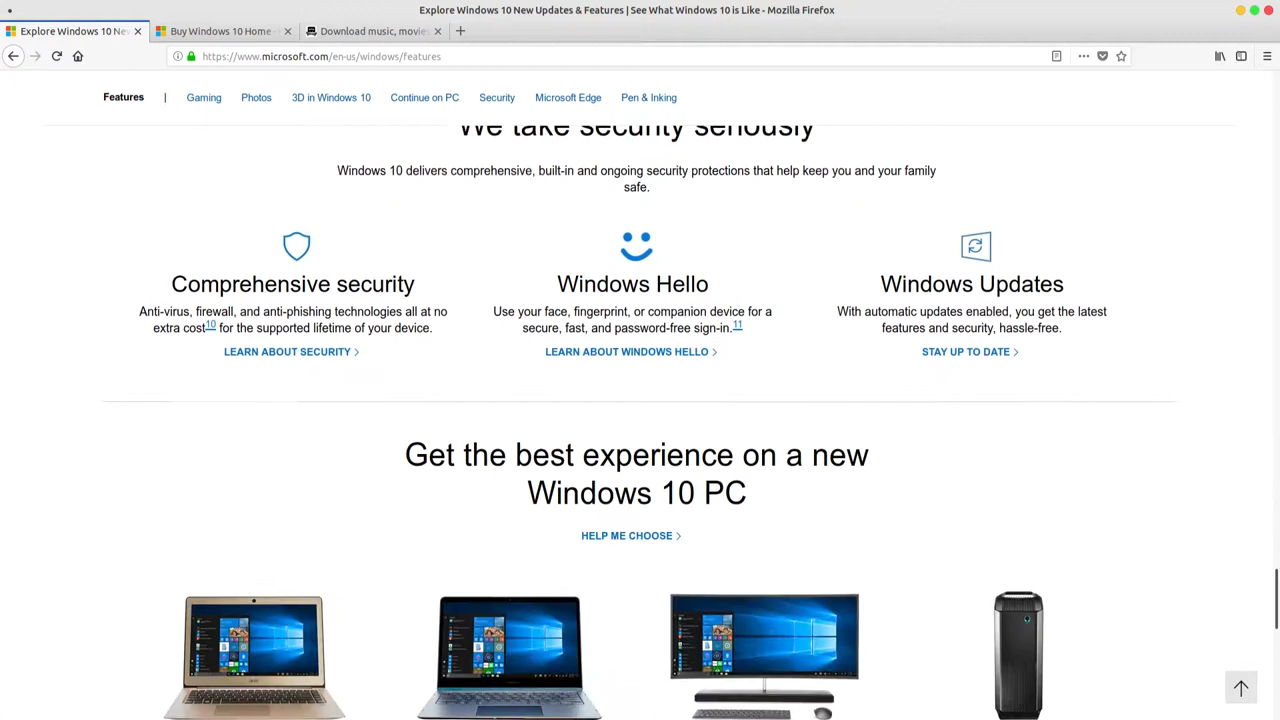 Explore Windows 10 New Updates & Features | See What Windows 10 is Like - Mozilla Firefox
Explore Windows 10 Ne
Buy Windows 10 Home -
Download music, movies
https://www.microsoft.com/en-us/windows/features
Features | Gaming Photos 3D in Windows 10 Continue on PC Security Microsoft Edge Pen & Inking
We take security seriously
Windows 10 delivers comprehensive, built-in and ongoing security protections that help keep you and your family
safe.
Comprehensive security
Anti-virus, firewall, and anti-phishing technologies all at no
extra cost10 for the supported lifetime of your device.
LEARN ABOUT SECURITY
Windows Hello
Use your face, fingerprint, or companion device for a
secure, fast, and password-free sign-in.11
LEARN ABOUT WINDOWS HELLO
Windows Updates
With automatic updates enabled, you get the latest
features and security, hassle-free.
STAY UP TO DATE
Get the best experience on a new
Windows 10 PC
HELP ME CHOOSE